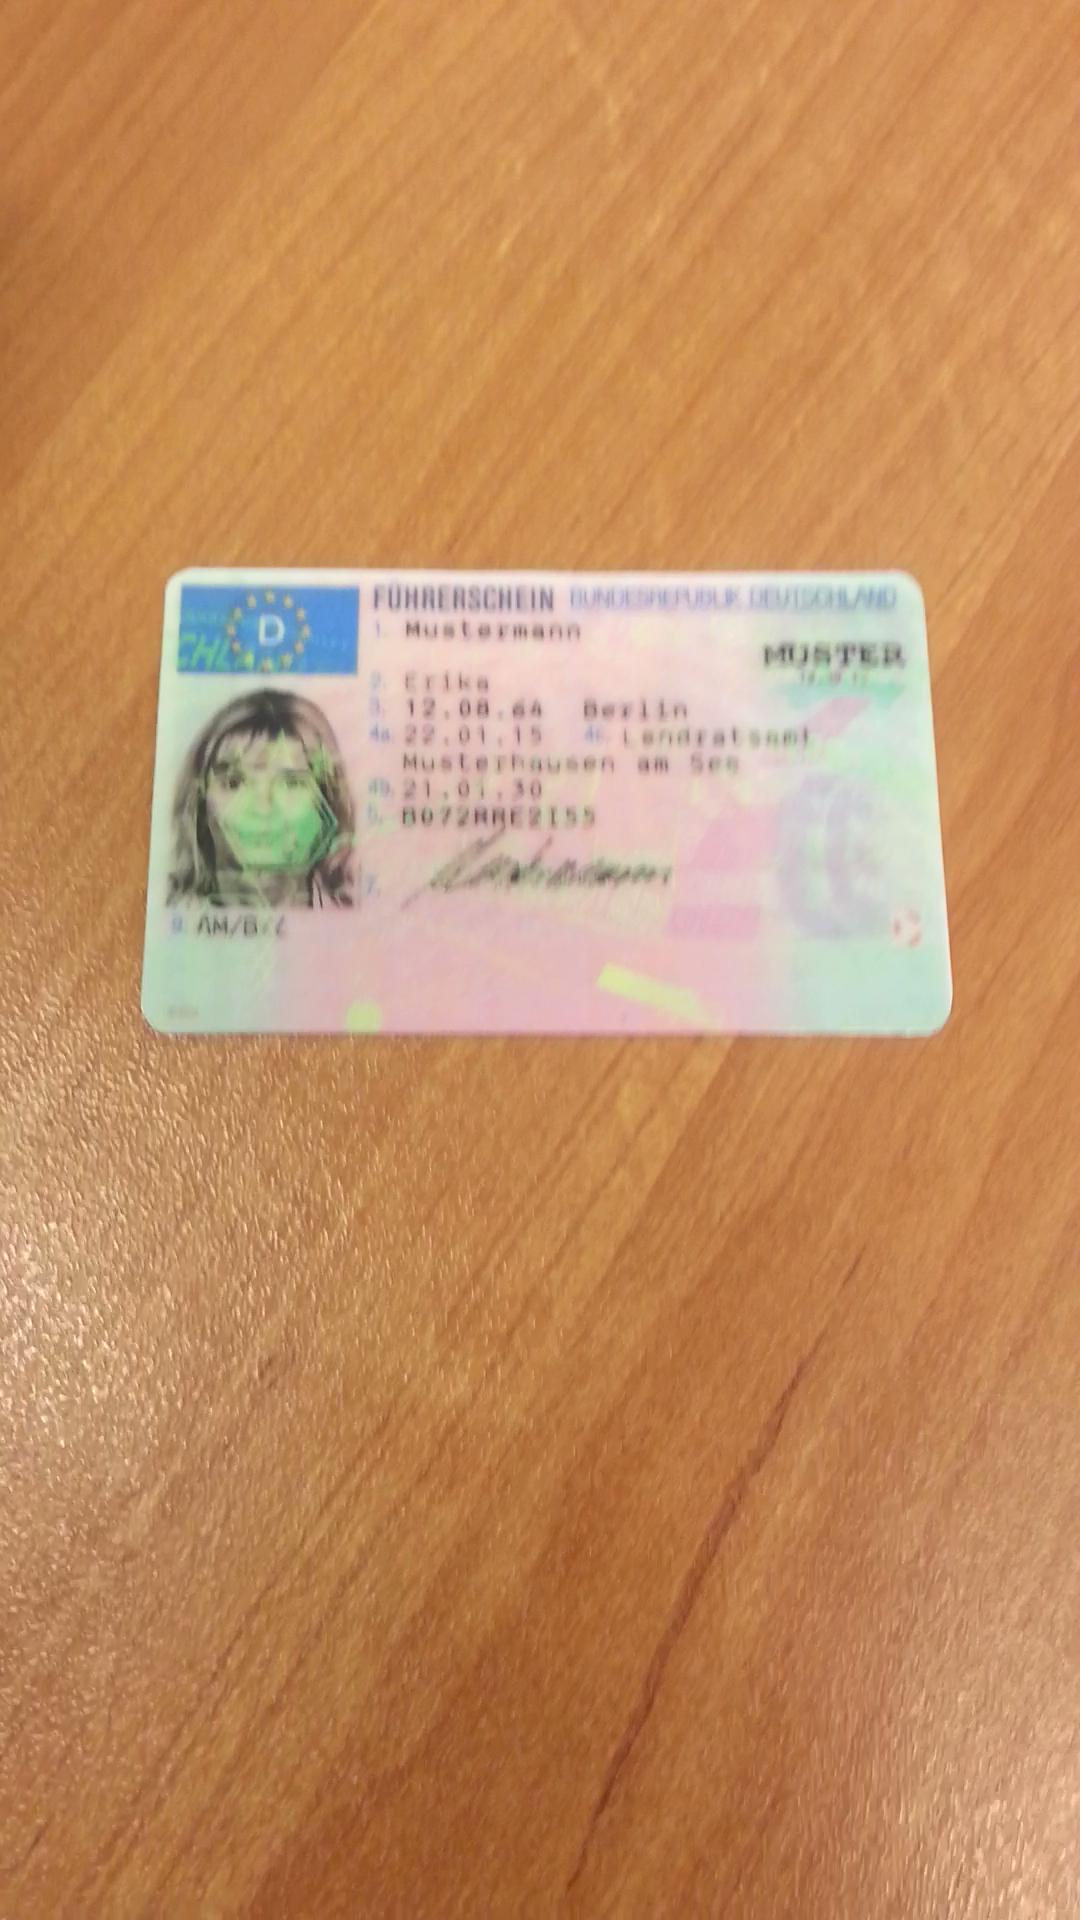 FÜHRERSCHEIN BUNDESREPUBLIK DEUTSCHLAND
D
1. Mustermann
MUSTER
2. Erika
3. 12.08.64 Berlin
4a. 22.01.15 4c. Landratsamt
Musterhausen am See
4b. 21.01.30
5. B072RRE2I55
7.
9. AM/B/L